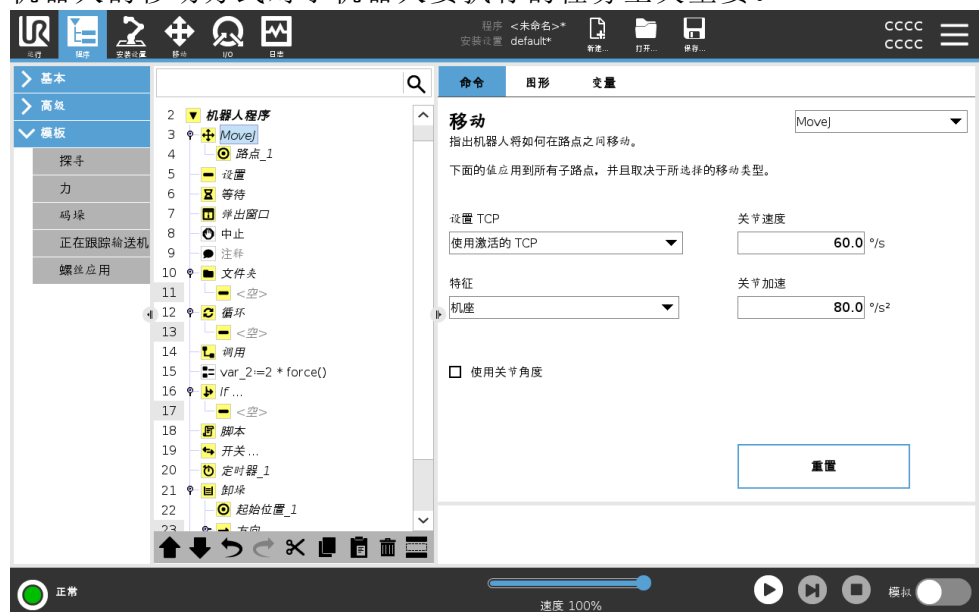 程序 <未命名>*
安装设置 default*
运行 程序 安装设置 移动 I/O 日志
新建... 打开... 保存...
CCCC
CCCC
基本
高级
模板
探寻
力
码垛
正在跟踪输送机
螺丝应用
2 机器人程序
3 MoveJ
4 路点_1
5 设置
6 等待
7 弹出窗口
8 中止
9 注释
10 文件夹
11 <空>
12 循环
13 <空>
14 调用
15 var_2:=2 * force()
16 If ...
17 <空>
18 脚本
19 开关 ...
20 定时器_1
21 卸垛
22 起始位置_1
23 方向
命令 图形 变量
移动
MoveJ
指出机器人将如何在路点之间移动。
下面的值应用到所有子路点，并且取决于所选择的移动类型。
设置 TCP
关节速度
使用激活的 TCP
60.0 °/s
特征
关节加速
机座
80.0 °/s²
使用关节角度
重置
正常
速度 100%
模拟